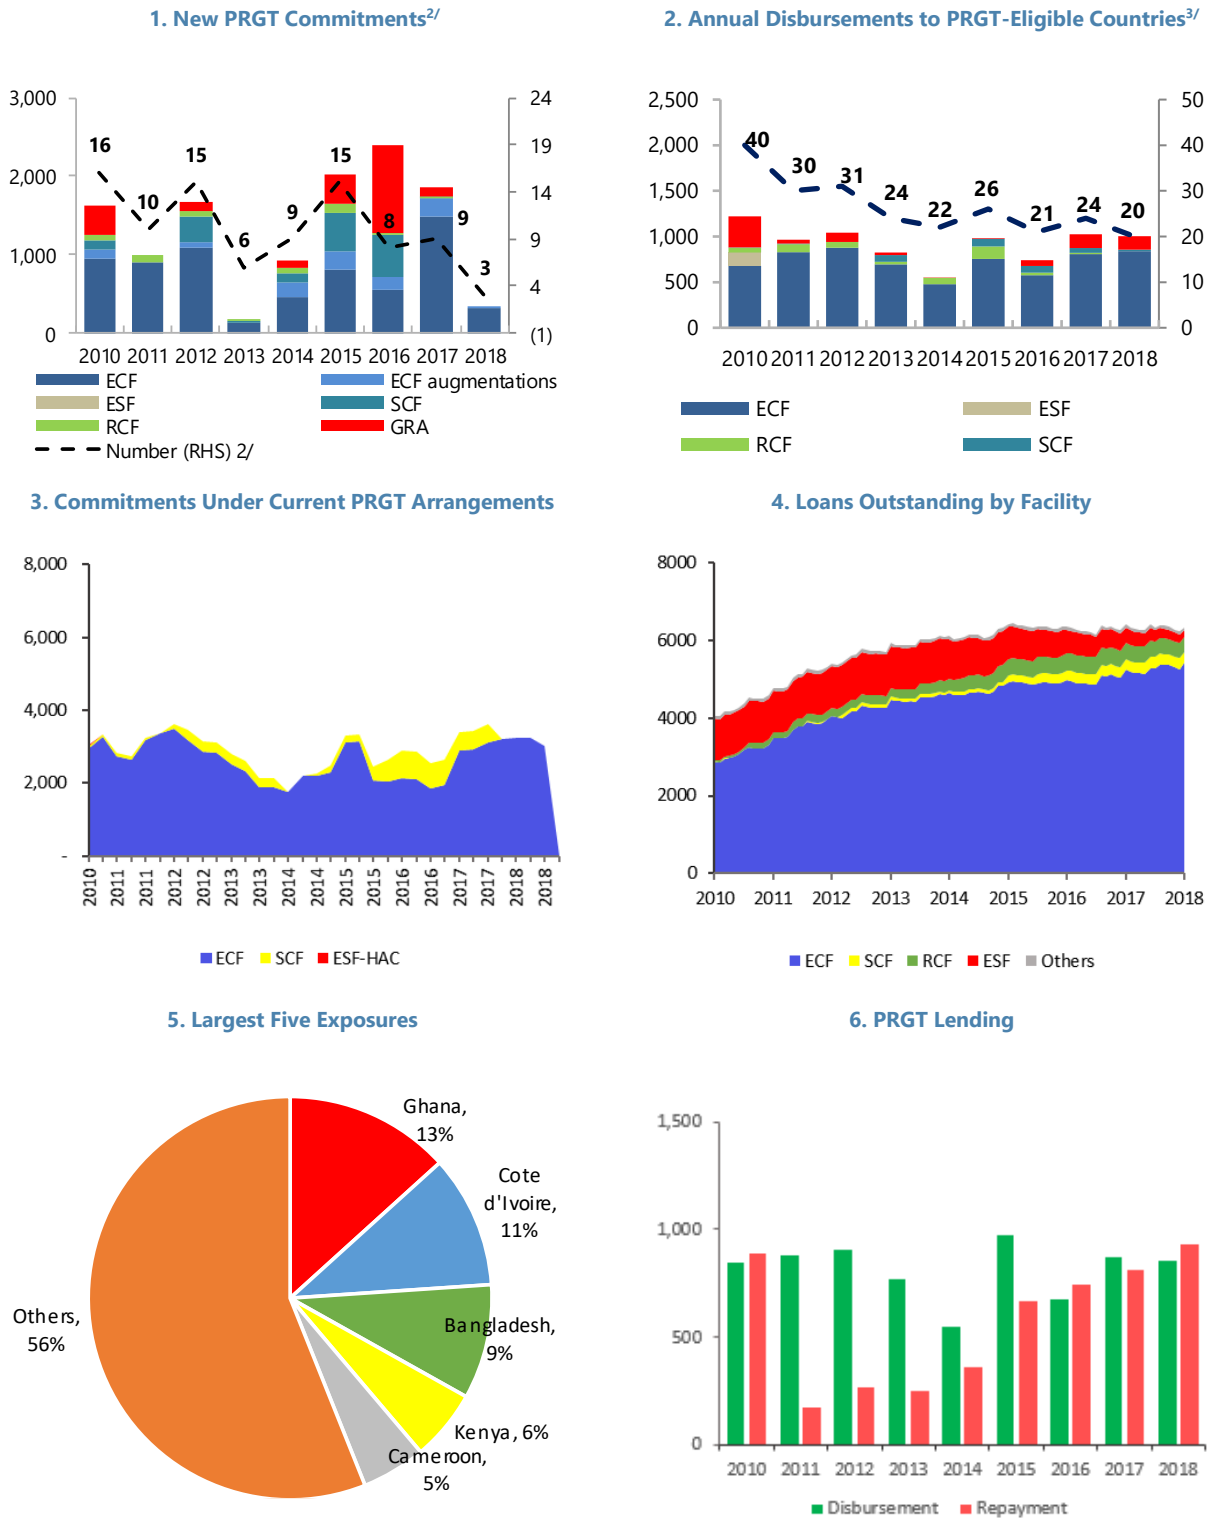 1. New PRGT Commitments2/
3,000
2,000
1,000
0
24
19
14
9
4
(1)
16
10
15
6
9
15
8
9
3
2010 2011 2012 2013 2014 2015 2016 2017 2018
ECF
ECF augmentations
ESF
SCF
RCF
GRA
Number (RHS) 2/
2. Annual Disbursements to PRGT-Eligible Countries3/
2,500
2,000
1,500
1,000
500
0
50
40
30
20
10
0
40
30
31
24
22
26
21
24
20
2010 2011 2012 2013 2014 2015 2016 2017 2018
ECF
ESF
RCF
SCF
3. Commitments Under Current PRGT Arrangements
8,000
6,000
4,000
2,000
-
2010
2011
2011
2012
2012
2013
2013
2014
2014
2015
2015
2016
2016
2017
2017
2018
2018
ECF SCF ESF-HAC
4. Loans Outstanding by Facility
8000
6000
4000
2000
0
2010 2011 2012 2013 2014 2015 2016 2017 2018
ECF SCF RCF ESF Others
5. Largest Five Exposures
Ghana,
13%
Cote
d'Ivoire,
11%
Bangladesh,
9%
Kenya, 6%
Cameroon,
5%
Others,
56%
6. PRGT Lending
1,500
1,000
500
0
2010 2011 2012 2013 2014 2015 2016 2017 2018
Disbursement Repayment